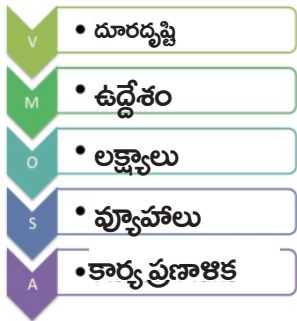 V • దూరదృష్టి
M • ఉద్దేశం
O • లక్ష్యాలు
S • వ్యూహాలు
A • కార్య ప్రణాళిక